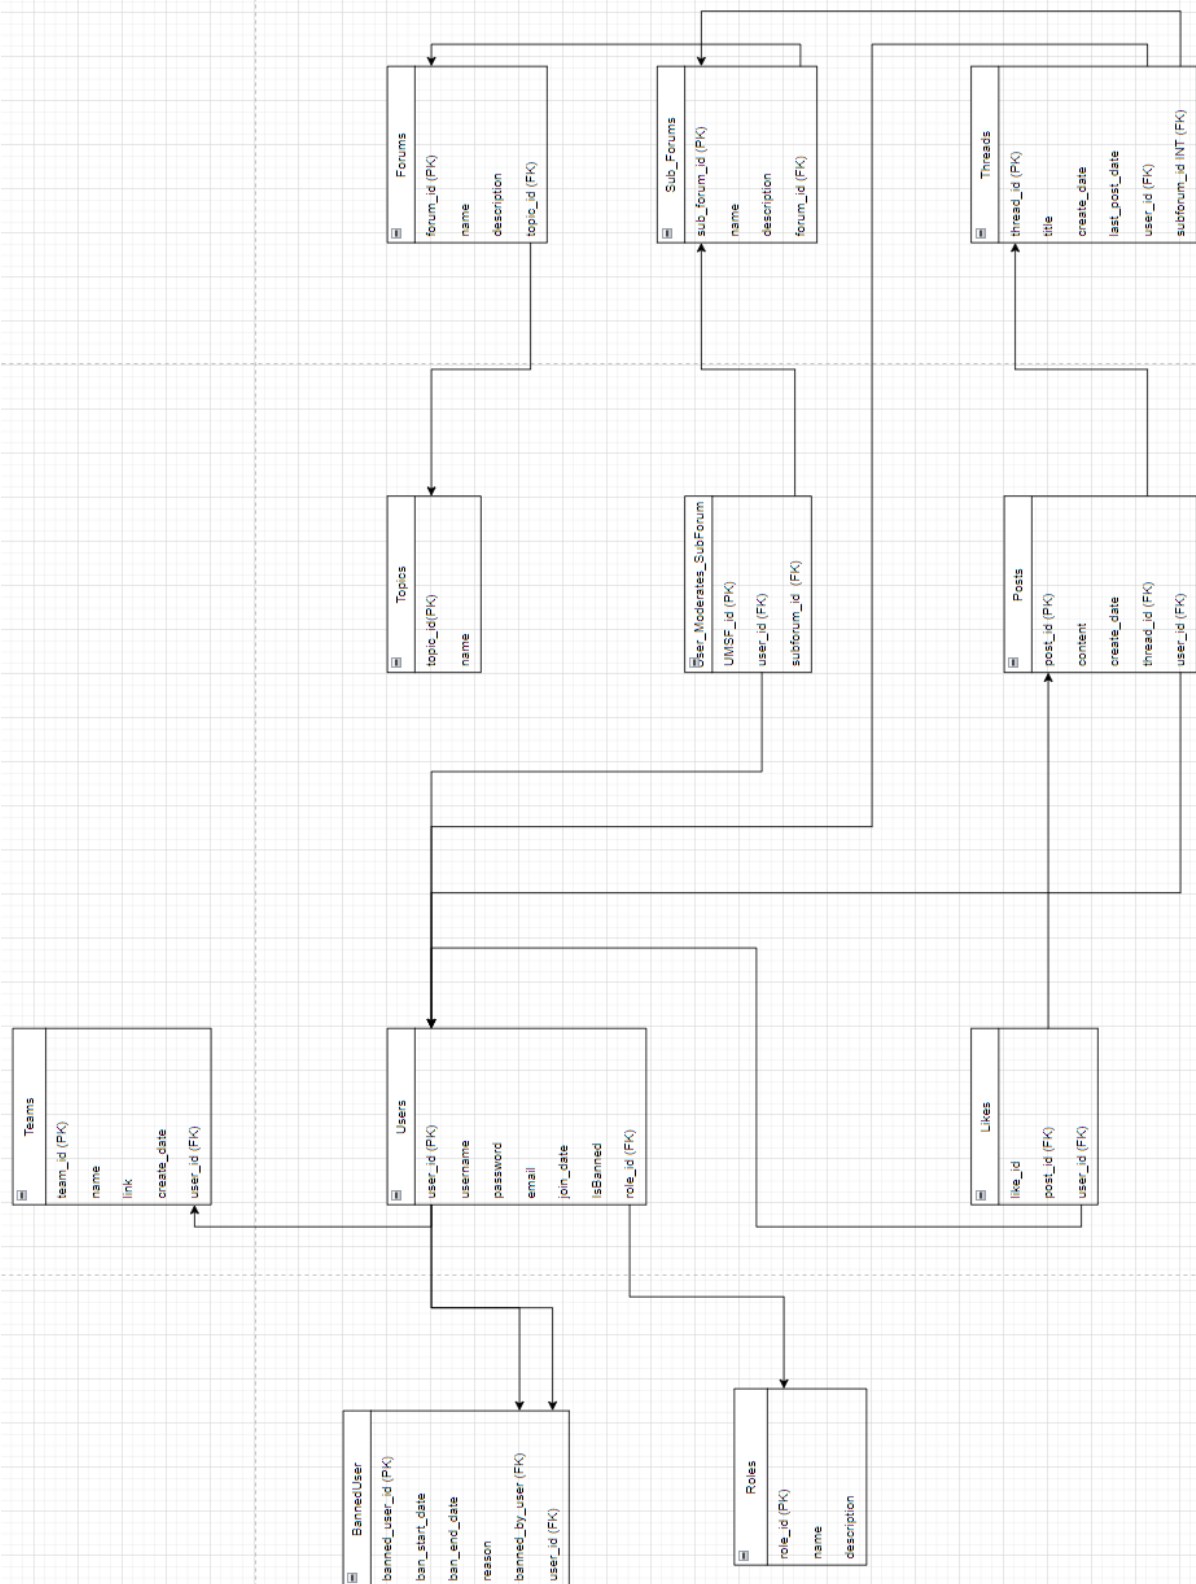 BannedUser
banned_user_id (PK)
ban_start_date
ban_end_date
reason
banned_by_user (FK)
user_id (FK)
Teams
team_id (PK)
name
link
create_date
user_id (FK)
Users
user_id (PK)
username
password
email
join_date
IsBanned
role_id (FK)
Roles
role_id (PK)
name
description
Topics
topic_id(PK)
name
Forums
forum_id (PK)
name
description
topic_id (FK)
User_Moderates_SubForum
UMSF_id (PK)
user_id (FK)
subforum_id (FK)
Sub_Forums
sub_forum_id (PK)
name
description
forum_id (FK)
Likes
like_id
post_id (FK)
user_id (FK)
Posts
post_id (PK)
content
create_date
thread_id (FK)
user_id (FK)
Threads
thread_id (PK)
title
create_date
last_post_date
user_id (FK)
subforum_id INT (FK)